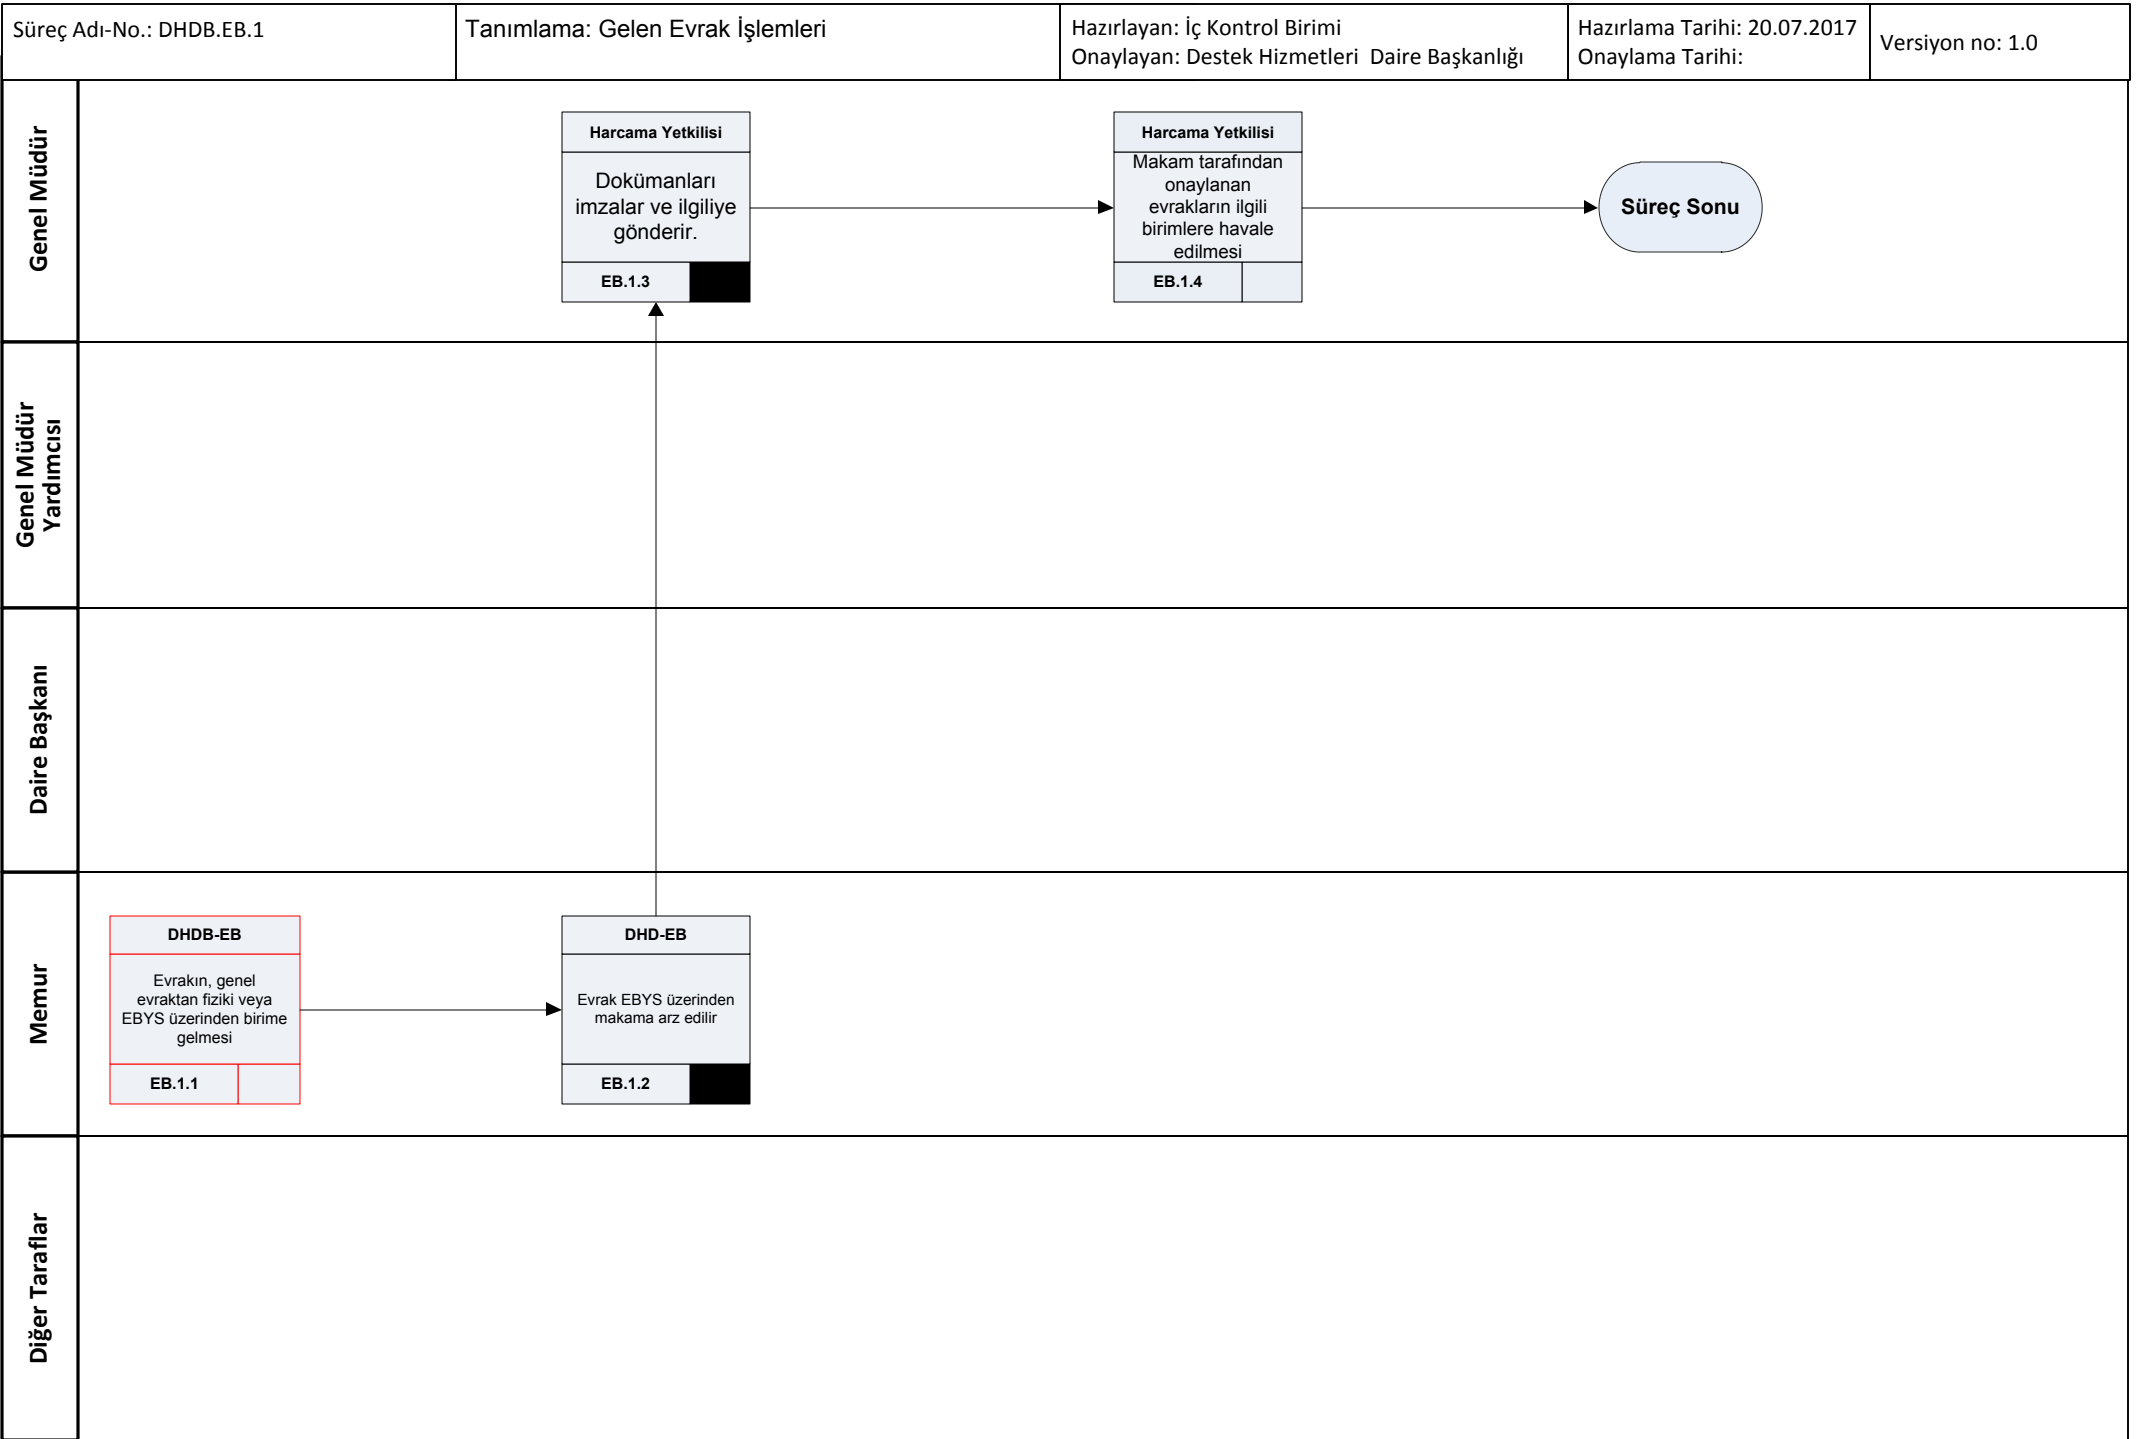 Süreç Adı-No.: DHDB.EB.1
Tanımlama: Gelen Evrak İşlemleri
Hazırlayan: İç Kontrol Birimi
Onaylayan: Destek Hizmetleri  Daire Başkanlığı
Hazırlama Tarihi: 20.07.2017
Onaylama Tarihi:
Versiyon no: 1.0
Genel Müdür
Harcama Yetkilisi
Dokümanları
imzalar ve ilgiliye
gönderir.
EB.1.3
Harcama Yetkilisi
Makam tarafından
onaylanan
evrakların ilgili
birimlere havale
edilmesi
EB.1.4
Süreç Sonu
Genel Müdür
Yardımcısı
Daire Başkanı
Memur
DHDB-EB
Evrakın, genel
evraktan fiziki veya
EBYS üzerinden birime
gelmesi
EB.1.1
DHD-EB
Evrak EBYS üzerinden
makama arz edilir
EB.1.2
Diğer Taraflar